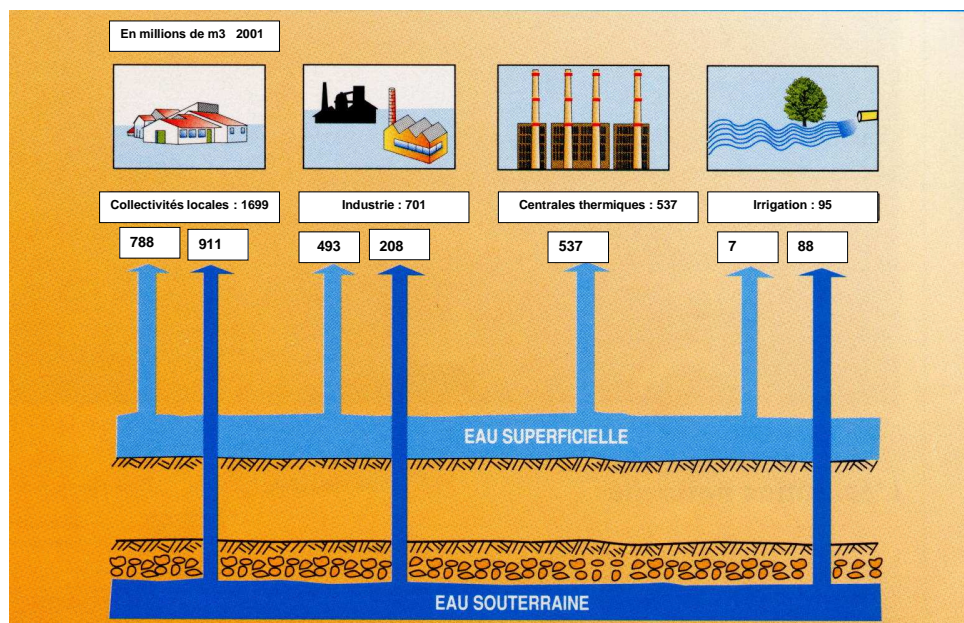 En millions de m3 2001
Collectivités locales : 1699
Industrie : 701
Centrales thermiques : 537
Irrigation : 95
788
911
493
208
537
7
88
EAU SUPERFICIELLE
EAU SOUTERRAINE